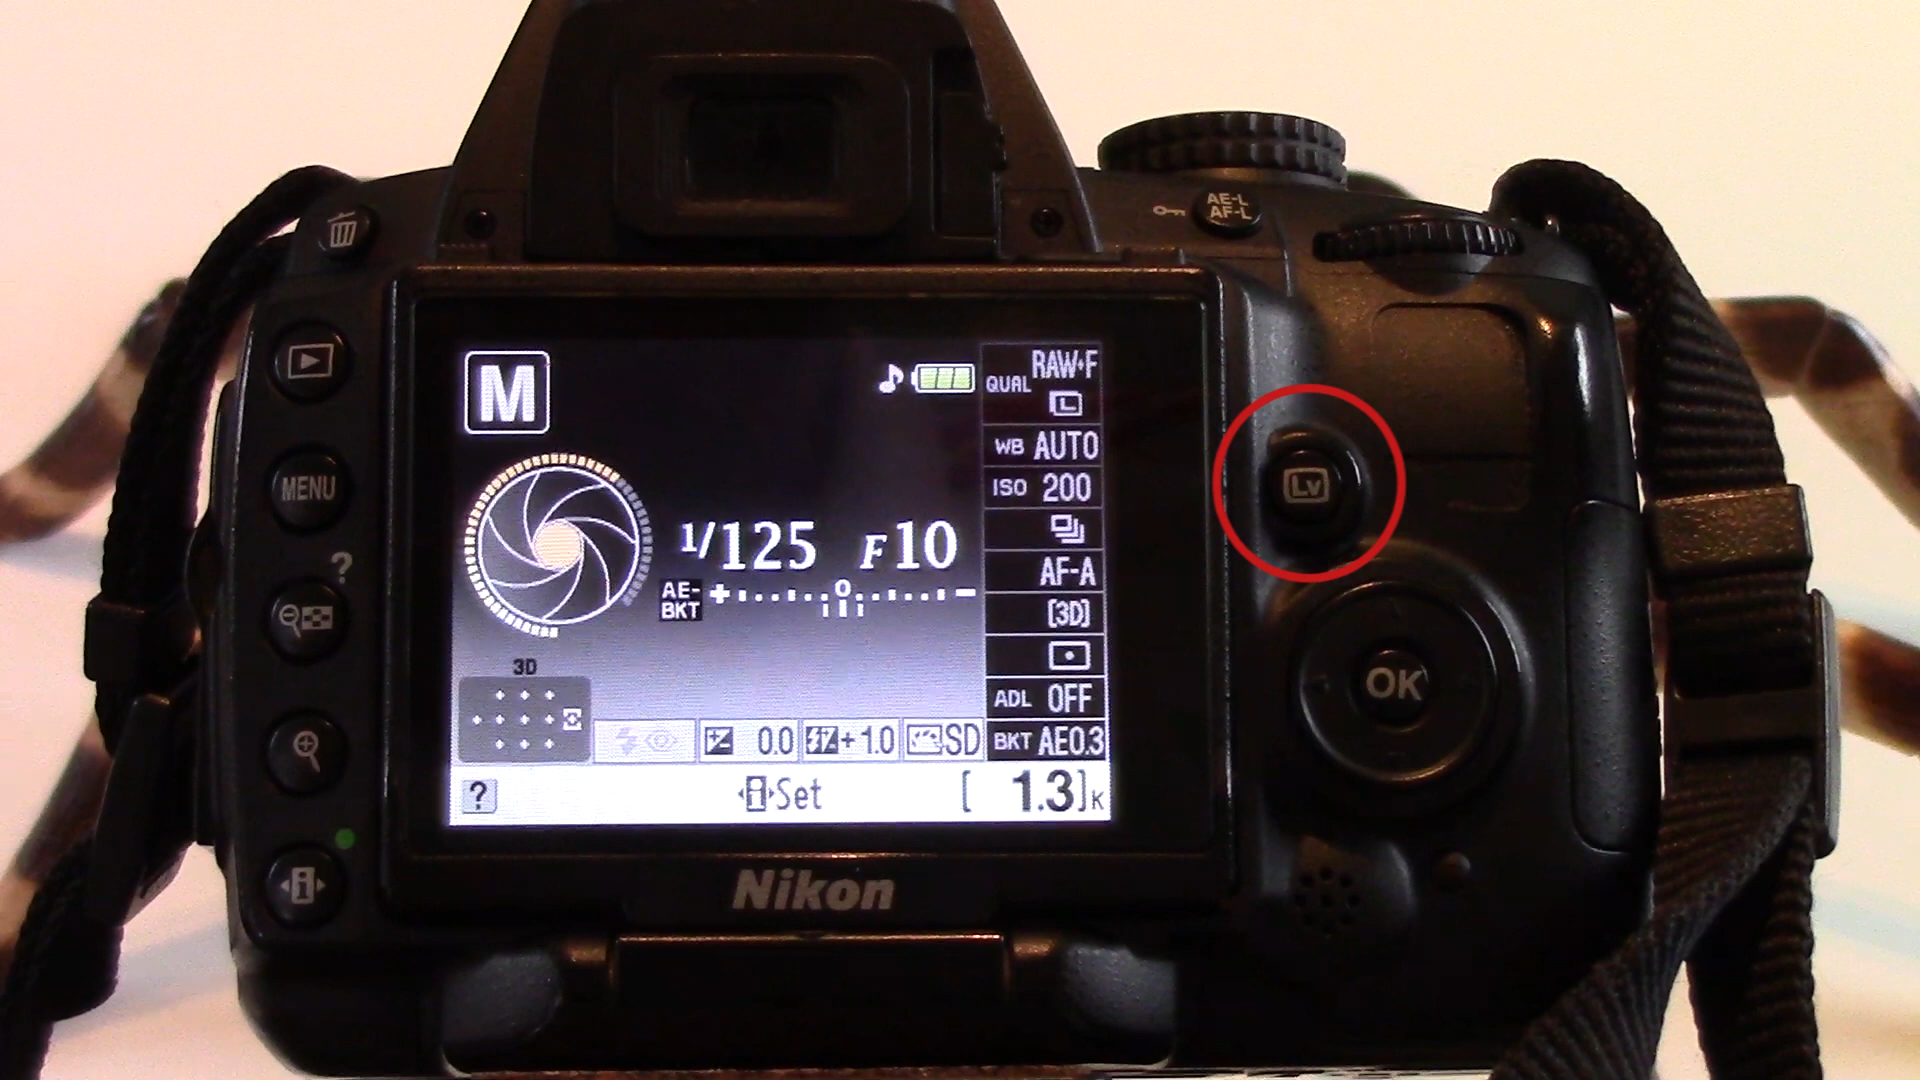 AE-L
AF-L
M
QUAL RAW+F
L
WB AUTO
ISO 200
1/125 F10
AE-
BKT + 0 -
AF-A
[3D]
3D
ADL OFF
0.0 +1.0 SD BKT AE0.3
? i Set [ 1.3]k
MENU
?
Lv
OK
i
Nikon